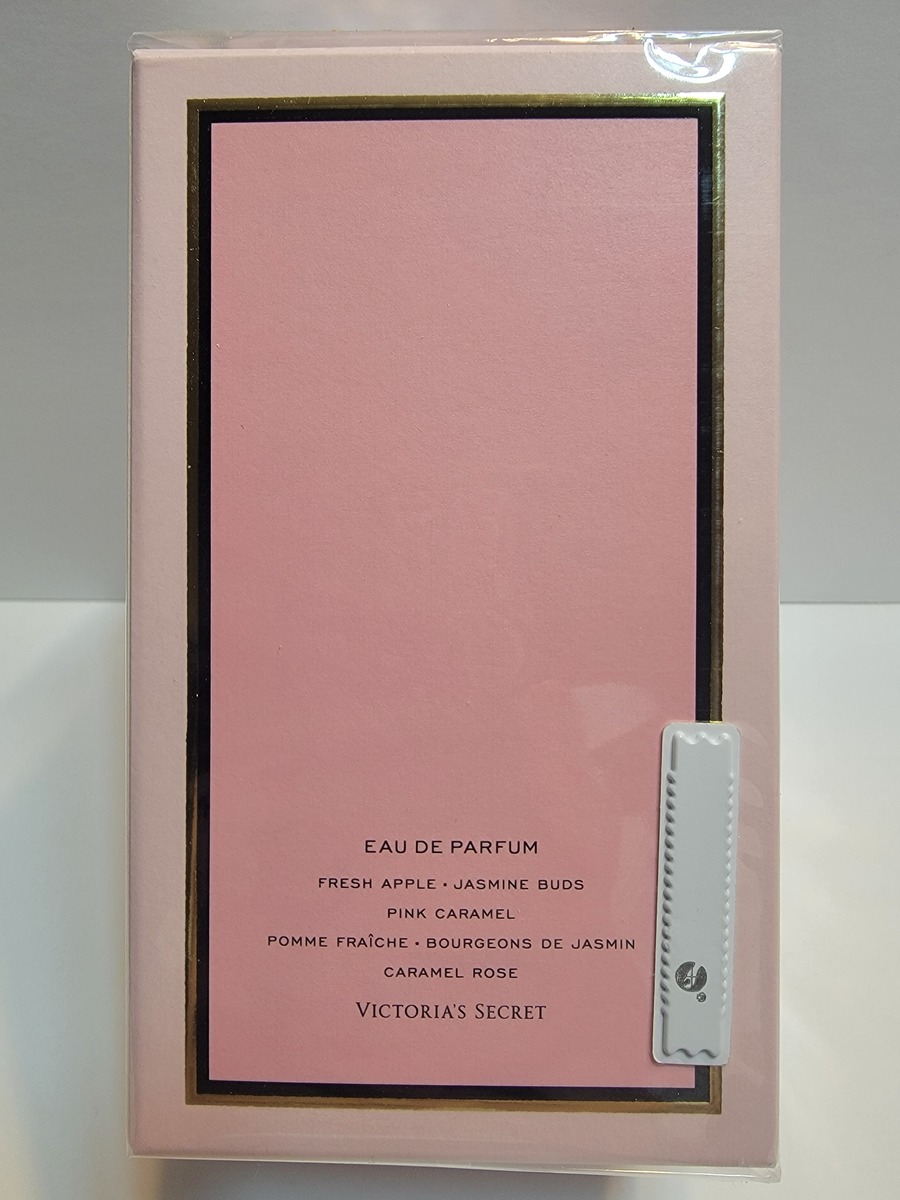 EAU DE PARFUM
FRESH APPLE • JASMINE BUDS
PINK CARAMEL
POMME FRAÎCHE • BOURGEONS DE JASMIN
CARAMEL ROSE
VICTORIA'S SECRET